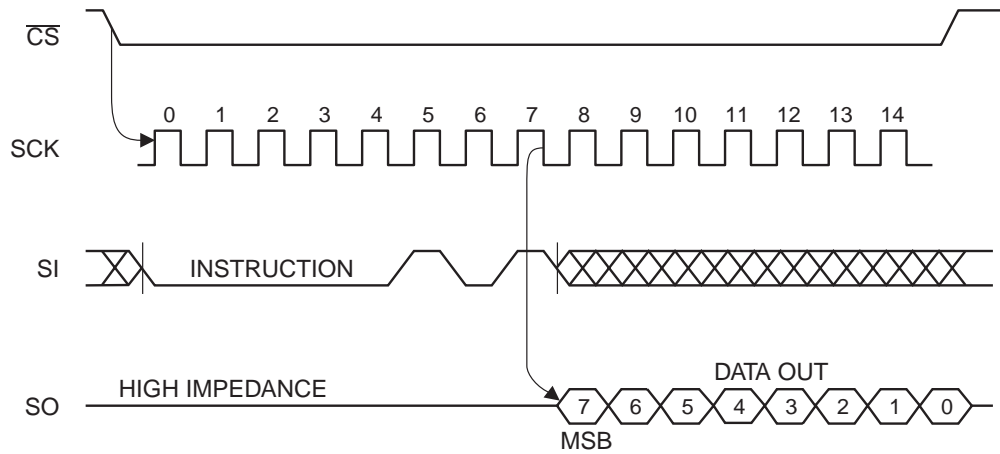 CS
0 1 2 3 4 5 6 7 8 9 10 11 12 13 14
SCK
SI
INSTRUCTION
HIGH IMPEDANCE
DATA OUT
SO
7 6 5 4 3 2 1 0
MSB